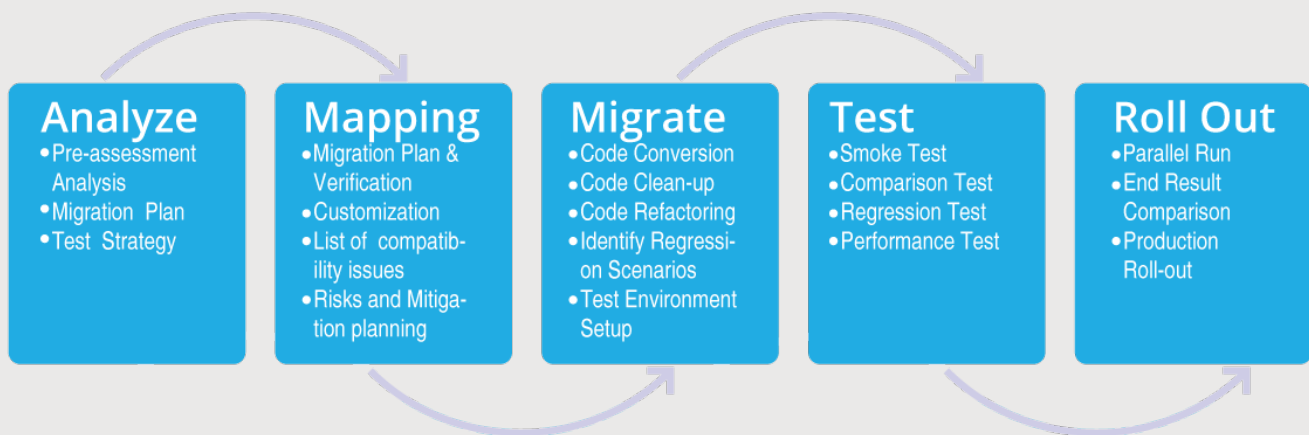 Analyze
•Pre-assessment
Analysis
•Migration Plan
•Test Strategy
Mapping
•Migration Plan &
Verification
•Customization
•List of compatib-
ility issues
•Risks and Mitiga-
tion planning
Migrate
•Code Conversion
•Code Clean-up
•Code Refactoring
•Identify Regressi-
on Scenarios
•Test Environment
Setup
Test
•Smoke Test
•Comparison Test
•Regression Test
•Performance Test
Roll Out
•Parallel Run
•End Result
Comparison
•Production
Roll-out